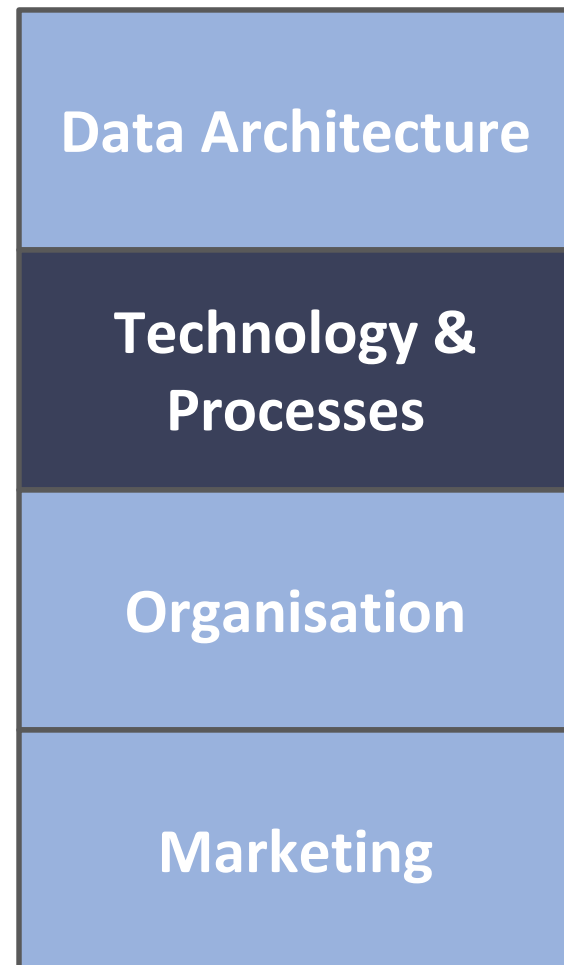 Data Architecture
Technology &
Processes
Organisation
Marketing